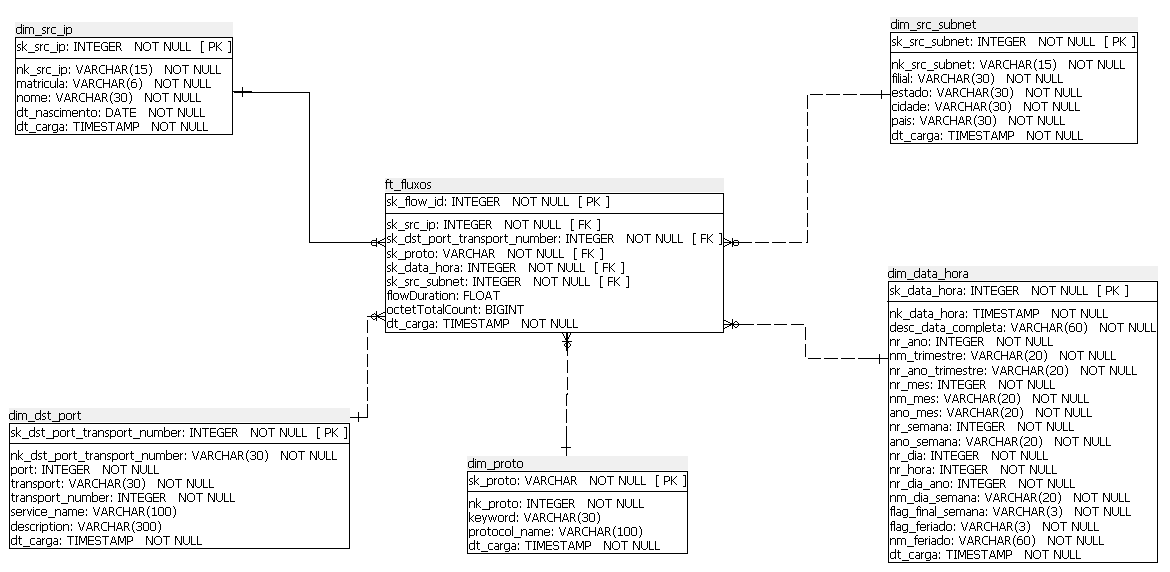 dim_src_ip
sk_src_ip: INTEGER NOT NULL [ PK ]
nk_src_ip: VARCHAR(15) NOT NULL
matricula: VARCHAR(6) NOT NULL
nome: VARCHAR(30) NOT NULL
dt_nascimento: DATE NOT NULL
dt_carga: TIMESTAMP NOT NULL
dim_src_subnet
sk_src_subnet: INTEGER NOT NULL [ PK ]
nk_src_subnet: VARCHAR(15) NOT NULL
filial: VARCHAR(30) NOT NULL
estado: VARCHAR(30) NOT NULL
cidade: VARCHAR(30) NOT NULL
pais: VARCHAR(30) NOT NULL
dt_carga: TIMESTAMP NOT NULL
ft_fluxos
sk_flow_id: INTEGER NOT NULL [ PK ]
sk_src_ip: INTEGER NOT NULL [ FK ]
sk_dst_port_transport_number: INTEGER NOT NULL [ FK ]
sk_proto: VARCHAR NOT NULL [ FK ]
sk_data_hora: INTEGER NOT NULL [ FK ]
sk_src_subnet: INTEGER NOT NULL [ FK ]
flowDuration: FLOAT
octetTotalCount: BIGINT
dt_carga: TIMESTAMP NOT NULL
dim_data_hora
sk_data_hora: INTEGER NOT NULL [ PK ]
nk_data_hora: TIMESTAMP NOT NULL
desc_data_completa: VARCHAR(60) NOT NULL
nr_ano: INTEGER NOT NULL
nm_trimestre: VARCHAR(20) NOT NULL
nr_ano_trimestre: VARCHAR(20) NOT NULL
nr_mes: INTEGER NOT NULL
nm_mes: VARCHAR(20) NOT NULL
ano_mes: VARCHAR(20) NOT NULL
nr_semana: INTEGER NOT NULL
ano_semana: VARCHAR(20) NOT NULL
nr_dia: INTEGER NOT NULL
nr_hora: INTEGER NOT NULL
nr_dia_ano: INTEGER NOT NULL
nm_dia_semana: VARCHAR(20) NOT NULL
flag_final_semana: VARCHAR(3) NOT NULL
flag_feriado: VARCHAR(3) NOT NULL
nm_feriado: VARCHAR(60) NOT NULL
dt_carga: TIMESTAMP NOT NULL
dim_dst_port
sk_dst_port_transport_number: INTEGER NOT NULL [ PK ]
nk_dst_port_transport_number: VARCHAR(30) NOT NULL
port: INTEGER NOT NULL
transport: VARCHAR(30) NOT NULL
transport_number: INTEGER NOT NULL
service_name: VARCHAR(100)
description: VARCHAR(300)
dt_carga: TIMESTAMP NOT NULL
dim_proto
sk_proto: VARCHAR NOT NULL [ PK ]
nk_proto: INTEGER NOT NULL
keyword: VARCHAR(30)
protocol_name: VARCHAR(100)
dt_carga: TIMESTAMP NOT NULL